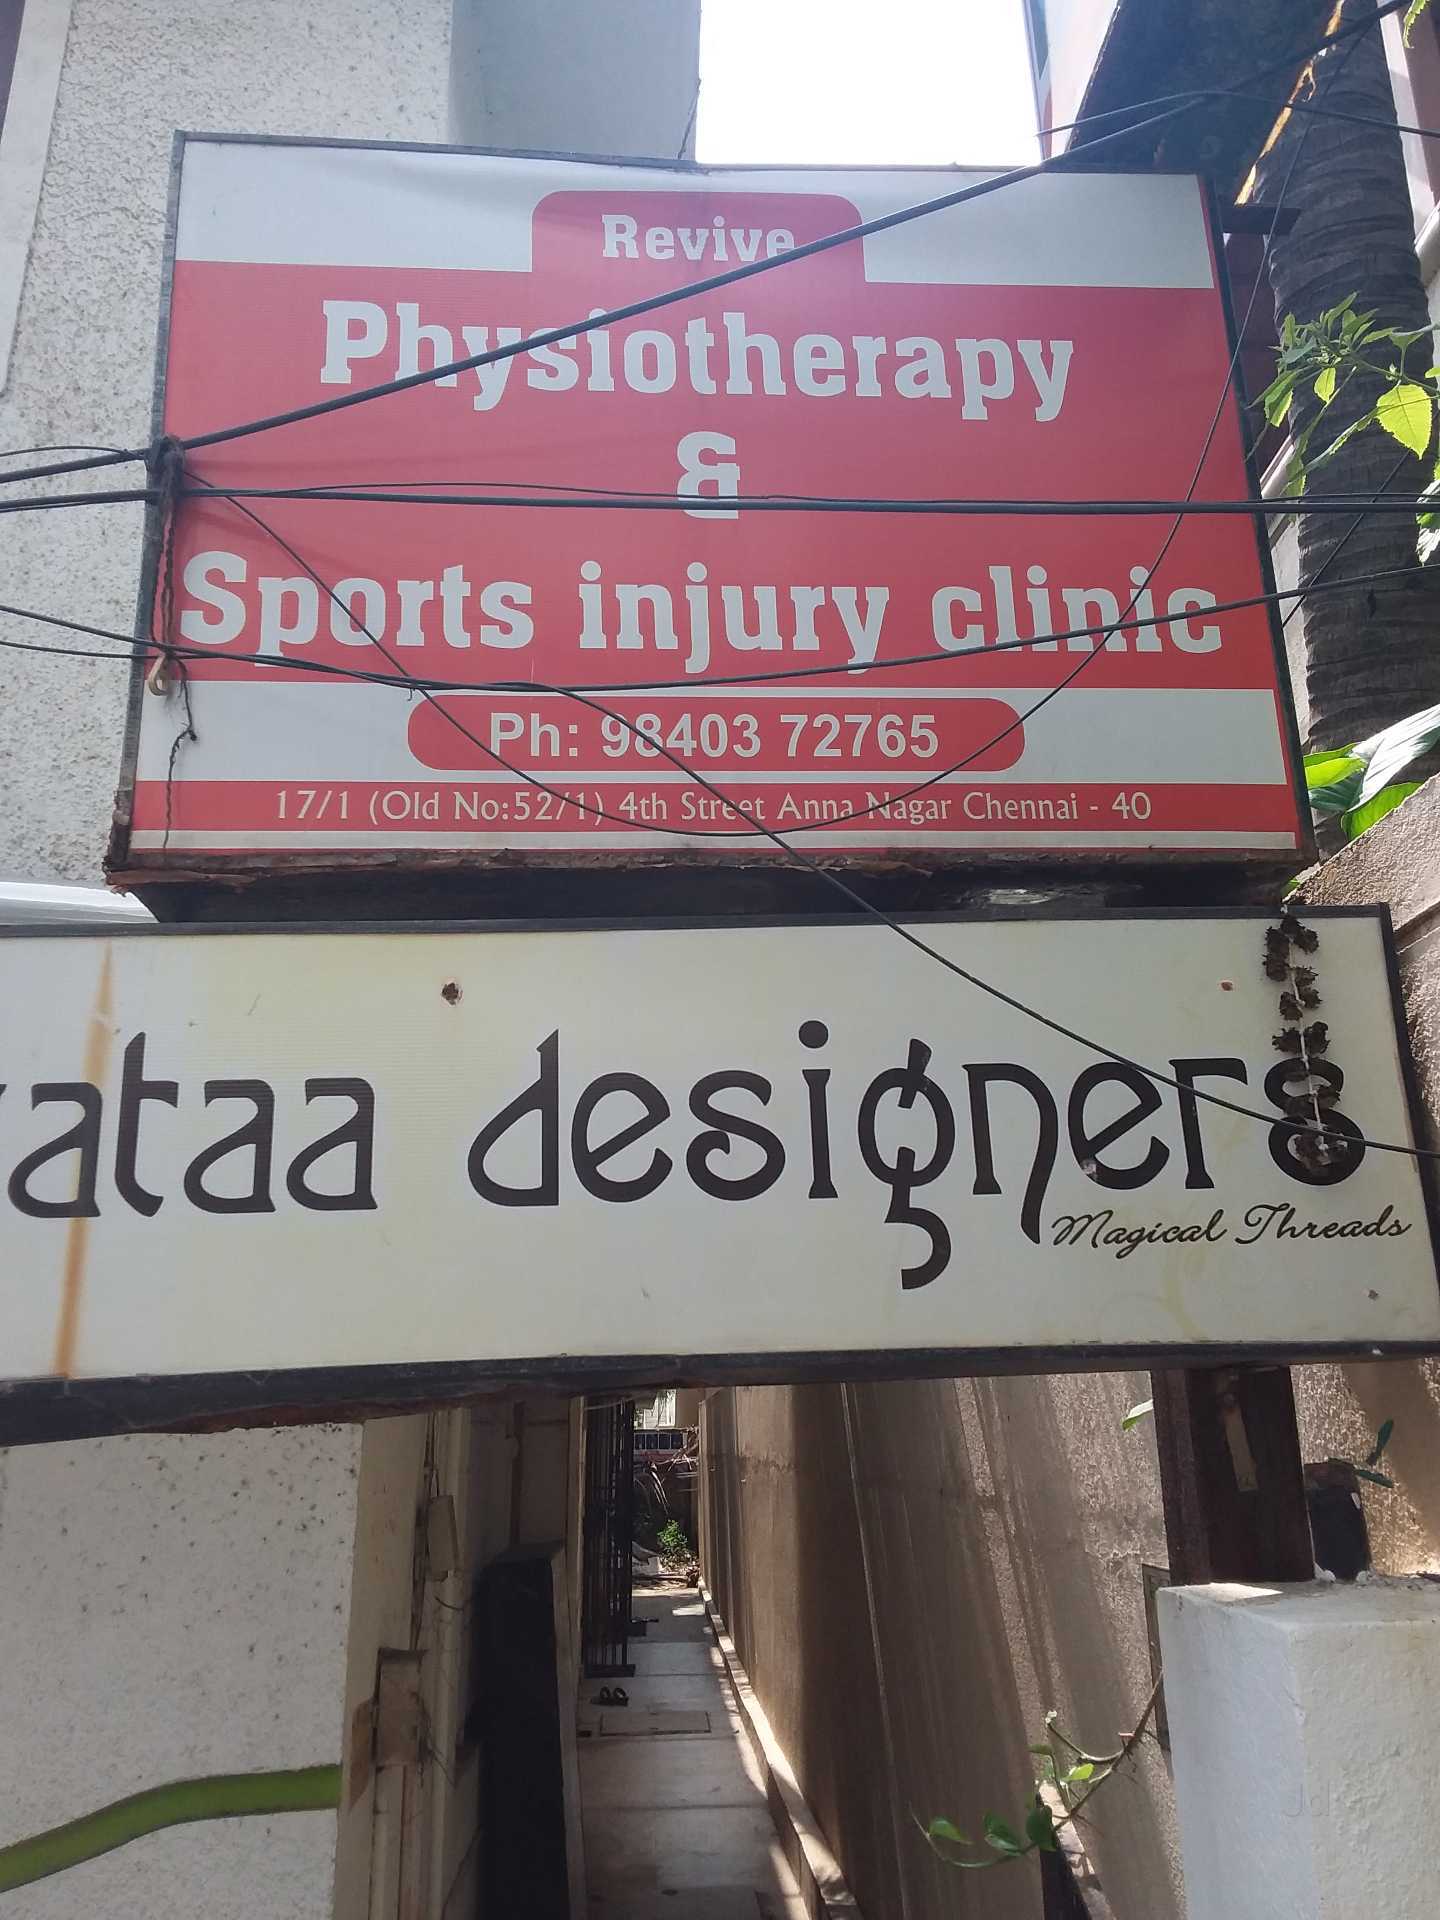 Revive
Physiotherapy
&
Sports injury clinic
Ph: 98403 72765
17/1 (Old No:52/1) 4th Street Anna Nagar Chennai - 40
designers
Magical Threads
Jd